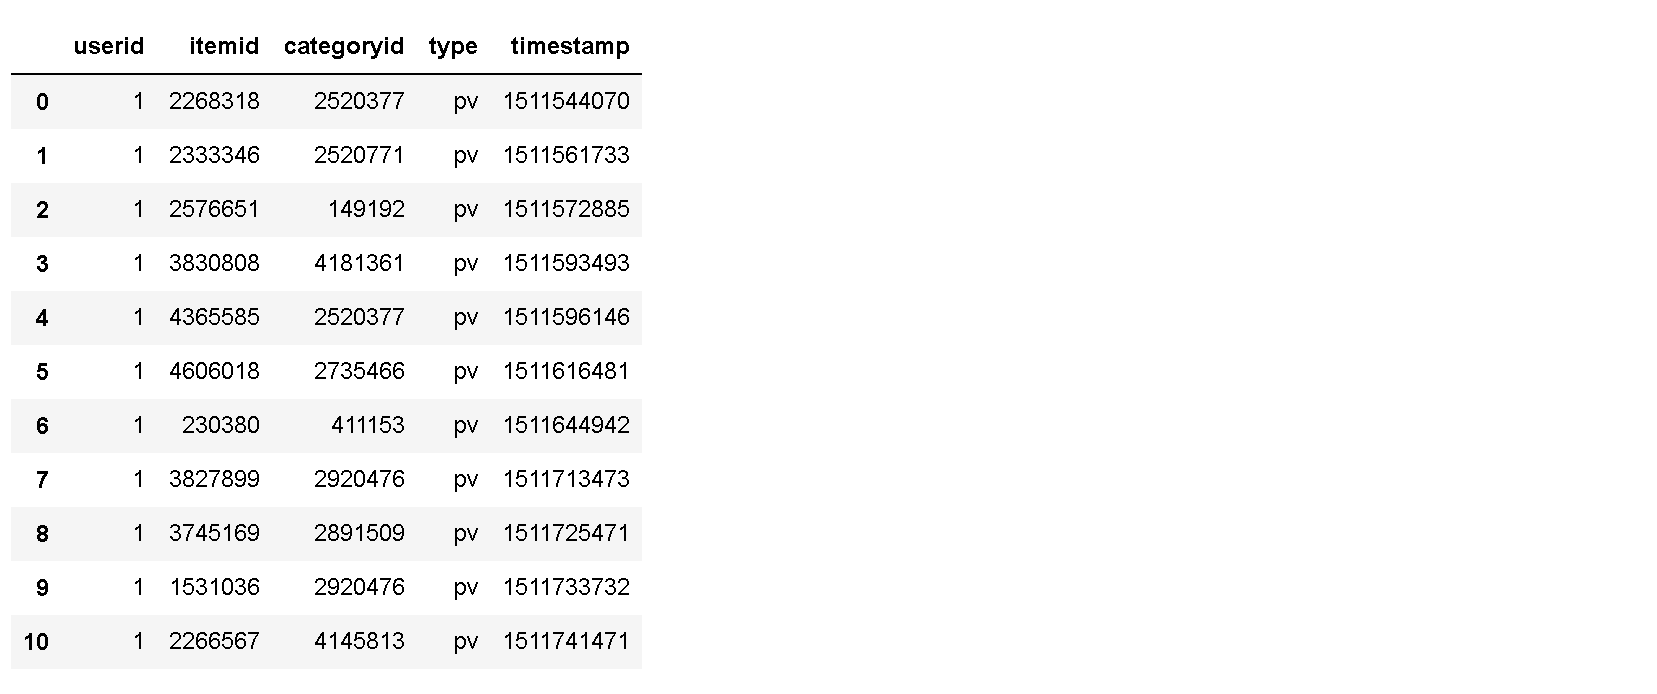 userid itemid categoryid type timestamp
0 1 2268318 2520377 pv 1511544070
1 1 2333346 2520771 pv 1511561733
2 1 2576651 149192 pv 1511572885
3 1 3830808 4181361 pv 1511593493
4 1 4365585 2520377 pv 1511596146
5 1 4606018 2735466 pv 1511616481
6 1 230380 411153 pv 1511644942
7 1 3827899 2920476 pv 1511713473
8 1 3745169 2891509 pv 1511725471
9 1 1531036 2920476 pv 1511733732
10 1 2266567 4145813 pv 1511741471